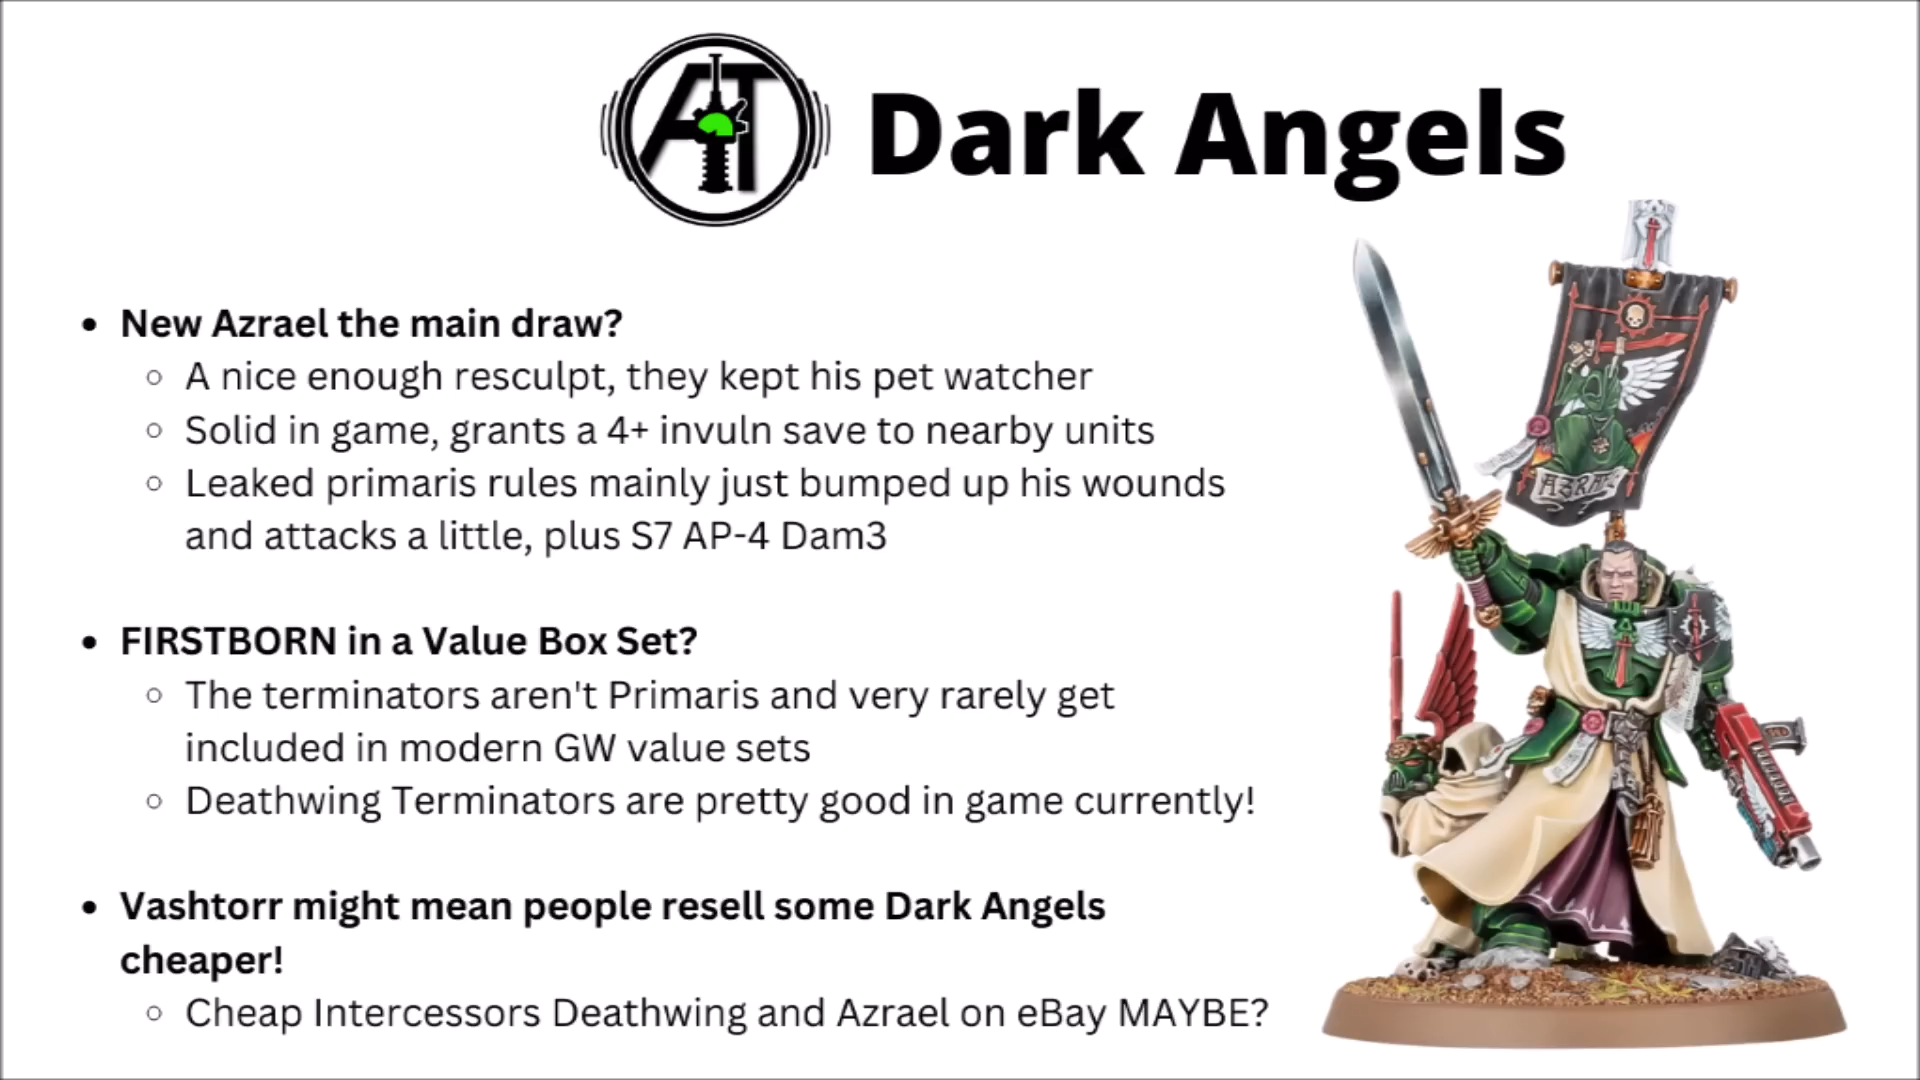 AT
Dark Angels
AZRAE
• New Azrael the main draw?
○ A nice enough resculpt, they kept his pet watcher
○ Solid in game, grants a 4+ invuln save to nearby units
○ Leaked primaris rules mainly just bumped up his wounds
and attacks a little, plus S7 AP-4 Dam3
• FIRSTBORN in a Value Box Set?
○ The terminators aren't Primaris and very rarely get
included in modern GW value sets
○ Deathwing Terminators are pretty good in game currently!
• Vashtorr might mean people resell some Dark Angels
cheaper!
○ Cheap Intercessors Deathwing and Azrael on eBay MAYBE?